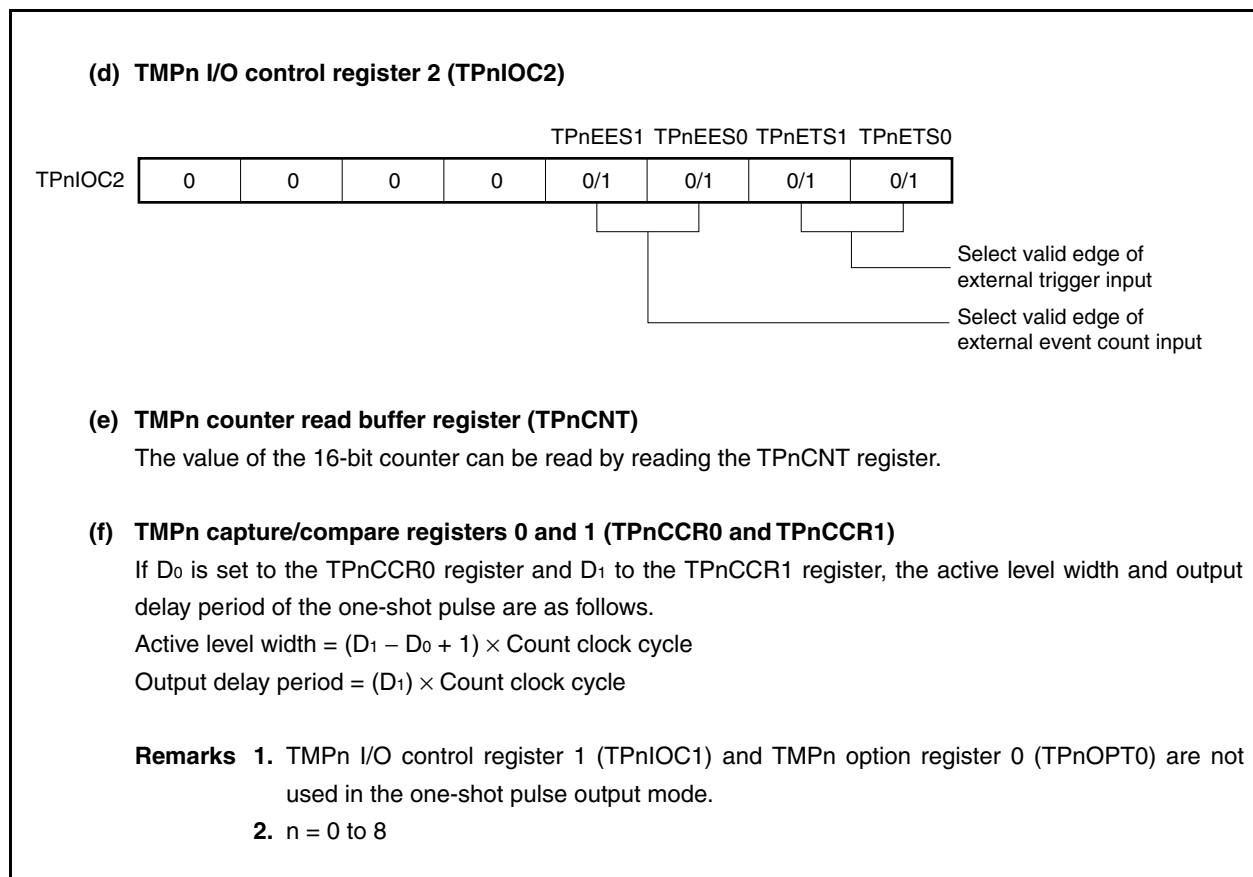 (d) TMPn I/O control register 2 (TPnIOC2)
TPnEES1 TPnEES0 TPnETS1 TPnETS0
TPnIOC2 0 0 0 0 0/1 0/1 0/1 0/1
Select valid edge of
external trigger input
Select valid edge of
external event count input
(e) TMPn counter read buffer register (TPnCNT)
The value of the 16-bit counter can be read by reading the TPnCNT register.
(f) TMPn capture/compare registers 0 and 1 (TPnCCR0 and TPnCCR1)
If D0 is set to the TPnCCR0 register and D1 to the TPnCCR1 register, the active level width and output
delay period of the one-shot pulse are as follows.
Active level width = (D1 − D0 + 1) × Count clock cycle
Output delay period = (D1) × Count clock cycle
Remarks 1. TMPn I/O control register 1 (TPnIOC1) and TMPn option register 0 (TPnOPT0) are not
used in the one-shot pulse output mode.
2. n = 0 to 8